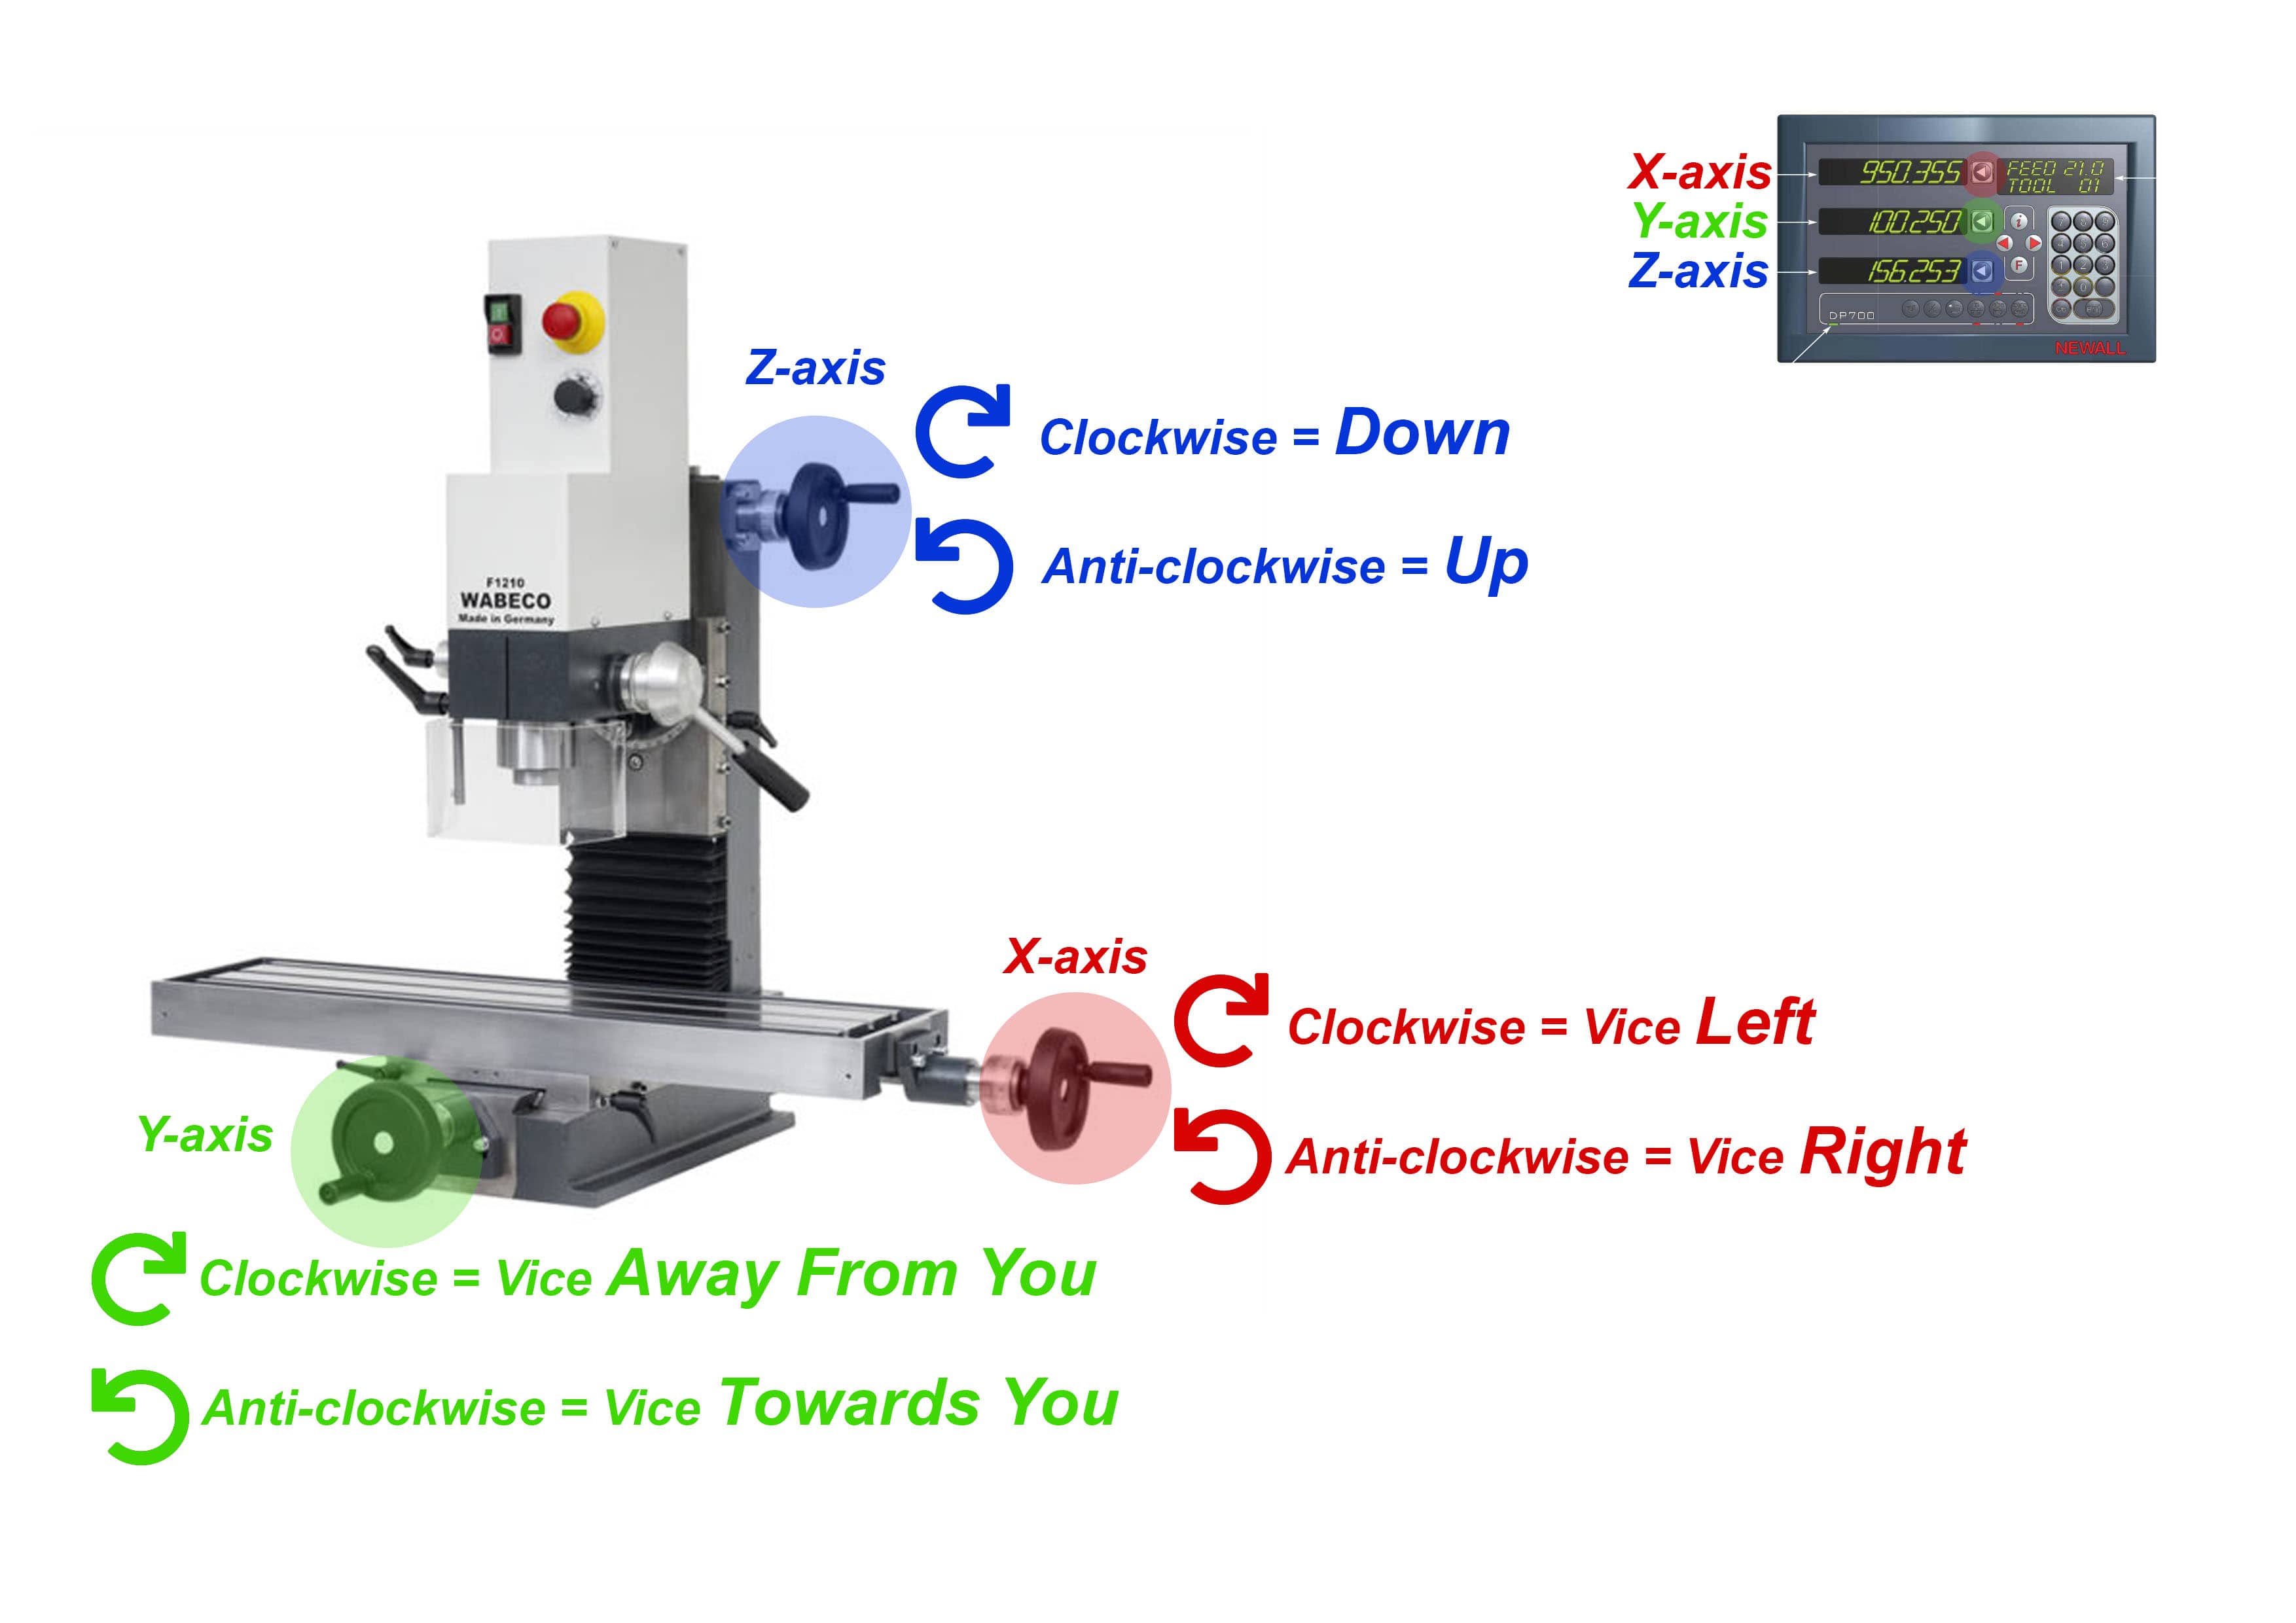 X-axis
950.355
FEED 21.0
TOOL 01
Y-axis
100.250
i
Z-axis
156.253
F
DP700
NEWALL
Z-axis
Clockwise = Down
Anti-clockwise = Up
F1210
WABECO
Made in Germany
X-axis
Clockwise = Vice Left
Anti-clockwise = Vice Right
Y-axis
Clockwise = Vice Away From You
Anti-clockwise = Vice Towards You